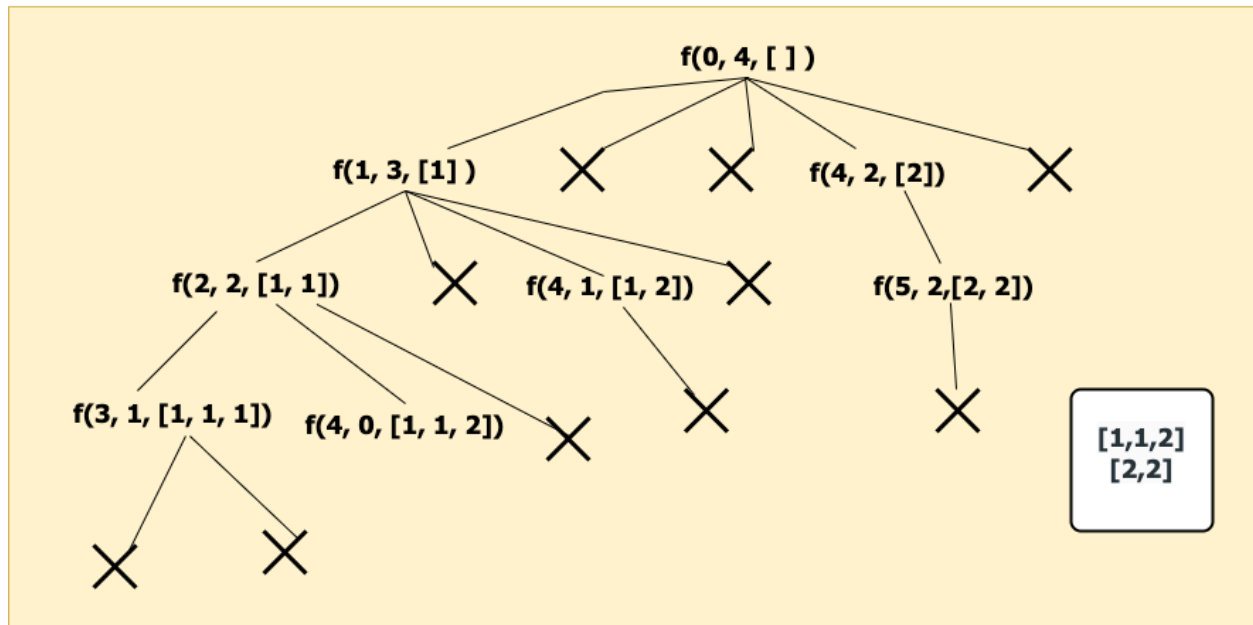 f(0, 4, [ ] )
f(1, 3, [1] )
f(4, 2, [2])
f(2, 2, [1, 1])
f(4, 1, [1, 2])
f(5, 2,[2, 2])
f(3, 1, [1, 1, 1])
f(4, 0, [1, 1, 2])
[1,1,2]
[2,2]